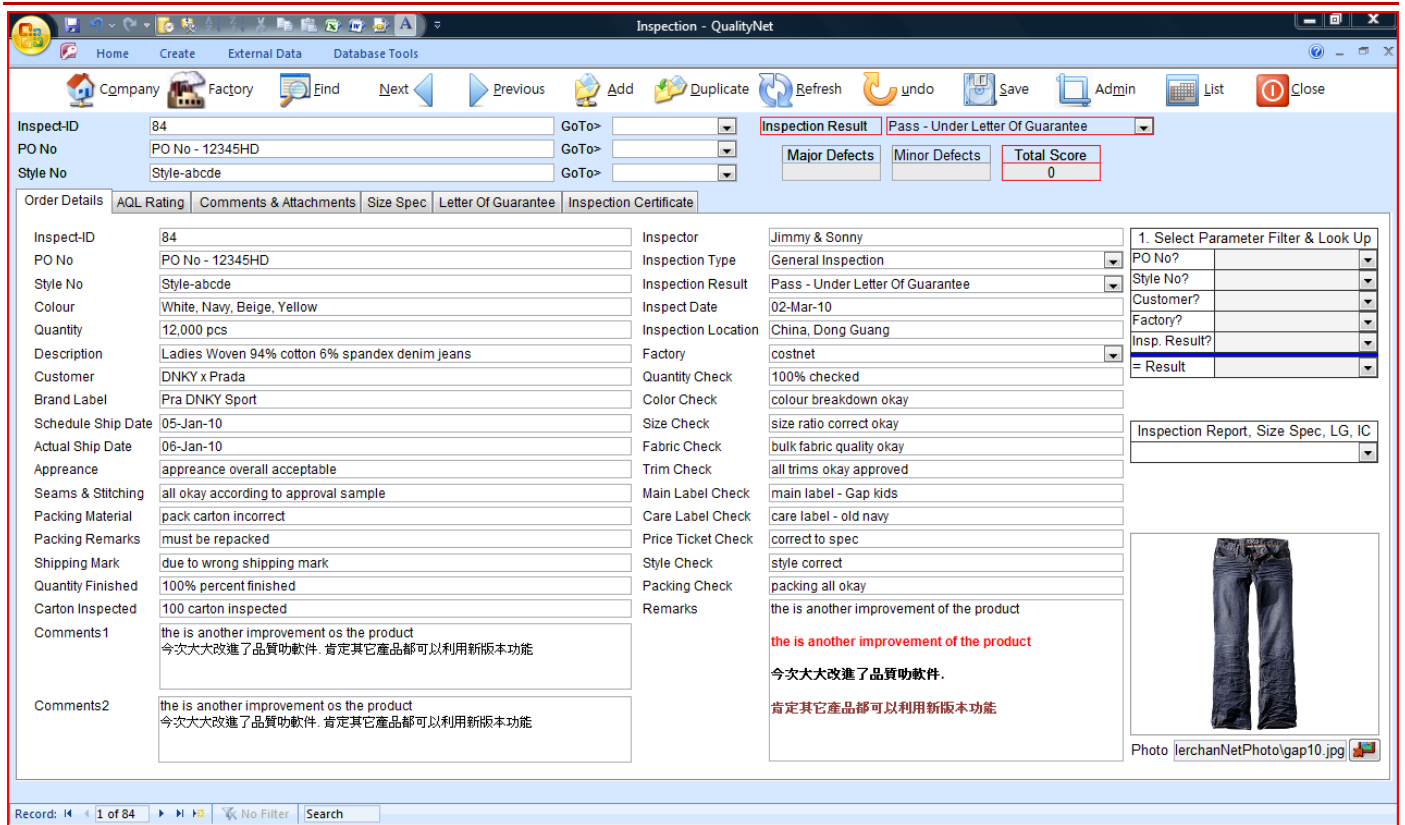 Inspection - QualityNet
Home Create External Data Database Tools
Company Factory Find Next Previous Add Duplicate Refresh undo Save Admin List Close
Inspect-ID 84 GoTo> Inspection Result Pass - Under Letter Of Guarantee
PO No PO No - 12345HD GoTo> Major Defects Minor Defects Total Score
Style No Style-abcde GoTo> 0
Order Details AQL Rating Comments & Attachments Size Spec Letter Of Guarantee Inspection Certificate
Inspect-ID 84 Inspector Jimmy & Sonny 1. Select Parameter Filter & Look Up
PO No PO No - 12345HD Inspection Type General Inspection PO No?
Style No Style-abcde Inspection Result Pass - Under Letter Of Guarantee Style No?
Colour White, Navy, Beige, Yellow Inspect Date 02-Mar-10 Customer?
Quantity 12,000 pcs Inspection Location China, Dong Guang Factory?
Insp. Result?
Description Ladies Woven 94% cotton 6% spandex denim jeans Factory costnet
Customer DNKY x Prada Quantity Check 100% checked = Result
Brand Label Pra DNKY Sport Color Check colour breakdown okay
Schedule Ship Date 05-Jan-10 Size Check size ratio correct okay Inspection Report, Size Spec, LG, IC
Actual Ship Date 06-Jan-10 Fabric Check bulk fabric quality okay
Appreance appreance overall acceptable Trim Check all trims okay approved
Seams & Stitching all okay according to approval sample Main Label Check main label - Gap kids
Packing Material pack carton incorrect Care Label Check care label - old navy
Packing Remarks must be repacked Price Ticket Check correct to spec
Shipping Mark due to wrong shipping mark Style Check style correct
Quantity Finished 100% percent finished Packing Check packing all okay
Carton Inspected 100 carton inspected Remarks the is another improvement of the product
Comments1 the is another improvement os the product
今次大大改進了品質叻軟件. 肯定其它產品都可以利用新版本功能
the is another improvement of the product
今次大大改進了品質叻軟件.
Comments2 the is another improvement os the product
今次大大改進了品質叻軟件. 肯定其它產品都可以利用新版本功能
肯定其它產品都可以利用新版本功能
Photo lerchanNetPhoto\gap10.jpg
Record: 1 of 84 No Filter Search